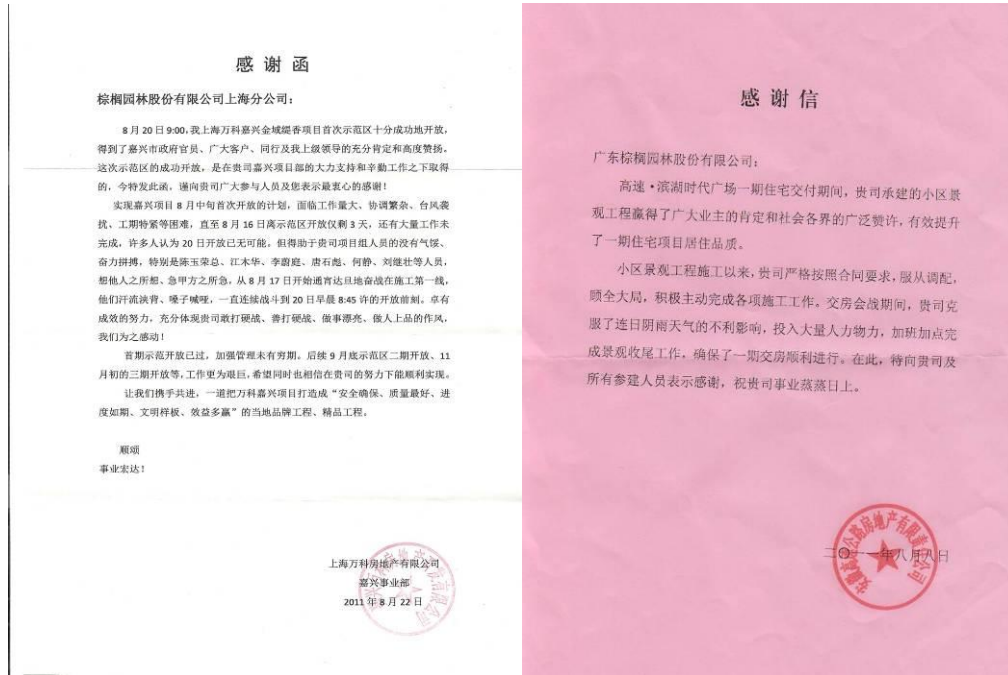 感谢函
棕榈园林股份有限公司上海分公司：
8月20日9:00，我上海万科嘉兴金域缇香项目首次示范区十分成功地开放，
得到了嘉兴市政府官员、广大客户、同行及我上级领导的充分肯定和高度赞扬。
这次示范区的成功开放，是在贵司嘉兴项目部的大力支持和辛勤工作之下取得
的，今特发此函，谨向贵司广大参与人员及您表示最衷心的感谢！
实现嘉兴项目8月中旬首次开放的计划，面临工作量大、协调繁杂、台风袭
扰、工期特紧等困难，直至8月16日离示范区开放仅剩3天，还有大量工作未
完成，许多人认为20日开放已无可能。但得助于贵司项目组人员的没有气馁、
奋力拼搏，特别是陈玉荣总、江木华、李蔚庭、唐石彪、何静、刘继壮等人员，
想他人之所想、急甲方之所急，从8月17日开始通宵达旦地奋战在施工第一线，
他们汗流浃背、嗓子喊哑，一直连续战斗到20日早晨8:45许的开放前刻。卓有
成效的努力，充分体现贵司敢打硬战、善打硬战、做事漂亮、做人上品的作风，
我们为之感动！
首期示范开放已过，加强管理未有穷期。后续9月底示范区二期开放、11
月初的三期开放等，工作更为艰巨，希望同时也相信在贵司的努力下能顺利实现。
让我们携手共进，一道把万科嘉兴项目打造成“安全确保、质量最好、进
度如期、文明样板、效益多赢”的当地品牌工程、精品工程。
顺颂
事业宏达！
上海万科房地产有限公司
嘉兴事业部
2011年8月22日
感谢信
广东棕榈园林股份有限公司：
高速·滨湖时代广场一期住宅交付期间，贵司承建的小区景
观工程赢得了广大业主的肯定和社会各界的广泛赞许，有效提升
了一期住宅项目居住品质。
小区景观工程施工以来，贵司严格按照合同要求，服从调配，
顾全大局，积极主动完成各项施工工作。交房会战期间，贵司克
服了连日阴雨天气的不利影响，投入大量人力物力，加班加点完
成景观收尾工作，确保了一期交房顺利进行。在此，特向贵司及
所有参建人员表示感谢，祝贵司事业蒸蒸日上。
二〇一一年八月八日